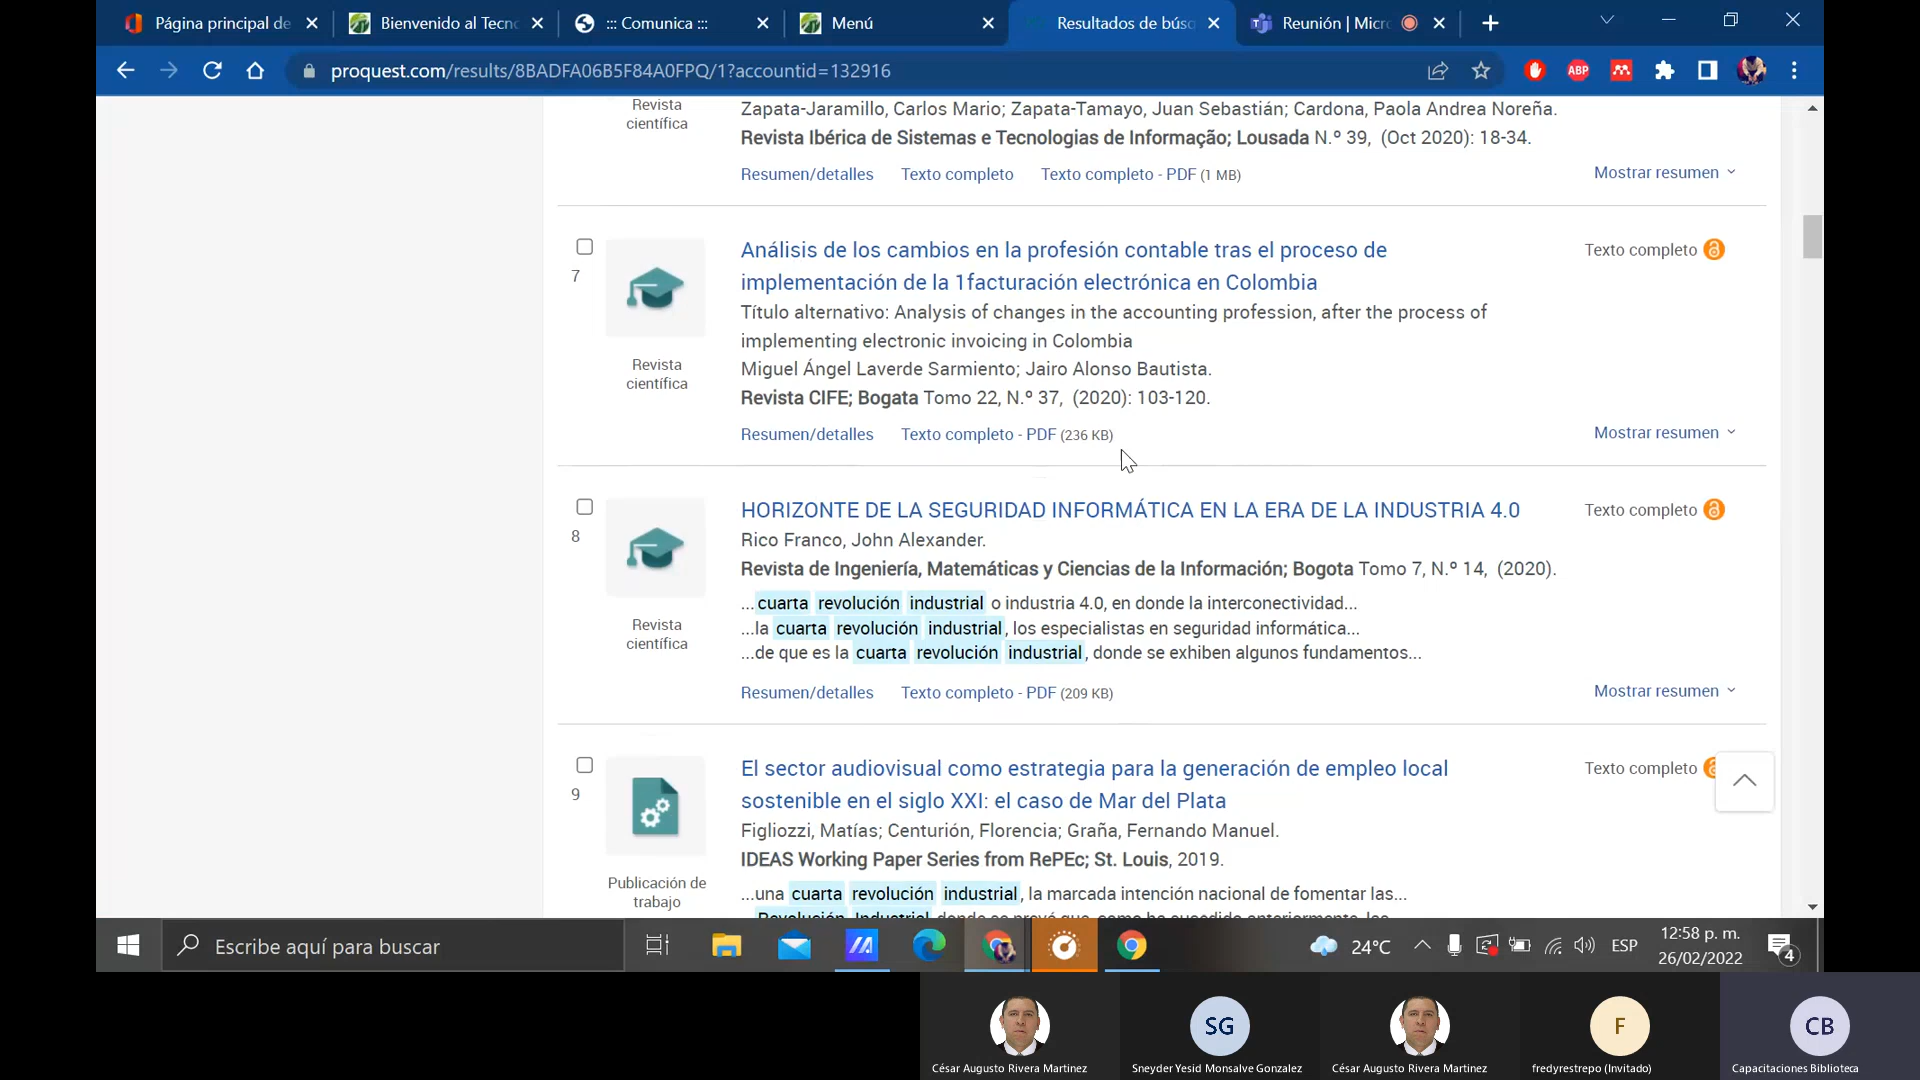 Página principal de
Bienvenido al Tecno
::: Comunica :::
Menú
Resultados de búsq
Reunión | Micro
proquest.com/results/8BADFA06B5F84A0FPQ/1?accountid=132916
ABP
Revista
científica
Zapata-Jaramillo, Carlos Mario; Zapata-Tamayo, Juan Sebastián; Cardona, Paola Andrea Noreña.
Revista Ibérica de Sistemas e Tecnologias de Informação; Lousada N.º 39, (Oct 2020): 18-34.
Resumen/detalles Texto completo Texto completo - PDF (1 MB)
Mostrar resumen
7
Revista
científica
Análisis de los cambios en la profesión contable tras el proceso de
implementación de la 1facturación electrónica en Colombia
Texto completo
Título alternativo: Analysis of changes in the accounting profession, after the process of
implementing electronic invoicing in Colombia
Miguel Ángel Laverde Sarmiento; Jairo Alonso Bautista.
Revista CIFE; Bogata Tomo 22, N.º 37, (2020): 103-120.
Resumen/detalles Texto completo - PDF (236 KB)
Mostrar resumen
8
Revista
científica
HORIZONTE DE LA SEGURIDAD INFORMÁTICA EN LA ERA DE LA INDUSTRIA 4.0
Texto completo
Rico Franco, John Alexander.
Revista de Ingeniería, Matemáticas y Ciencias de la Información; Bogota Tomo 7, N.º 14, (2020).
...cuarta revolución industrial o industria 4.0, en donde la interconectividad...
...la cuarta revolución industrial, los especialistas en seguridad informática...
...de que es la cuarta revolución industrial, donde se exhiben algunos fundamentos...
Resumen/detalles Texto completo - PDF (209 KB)
Mostrar resumen
9
Publicación de
trabajo
El sector audiovisual como estrategia para la generación de empleo local
sostenible en el siglo XXI: el caso de Mar del Plata
Texto completo
Figliozzi, Matías; Centurión, Florencia; Graña, Fernando Manuel.
IDEAS Working Paper Series from RePEc; St. Louis, 2019.
...una cuarta revolución industrial, la marcada intención nacional de fomentar las...
Revolución Industrial
Escribe aquí para buscar
24°C
ESP
12:58 p. m.
26/02/2022
4
SG
F
CB
César Augusto Rivera Martinez
Sneyder Yesid Monsalve Gonzalez
César Augusto Rivera Martinez
fredyrestrepo (Invitado)
Capacitaciones Biblioteca